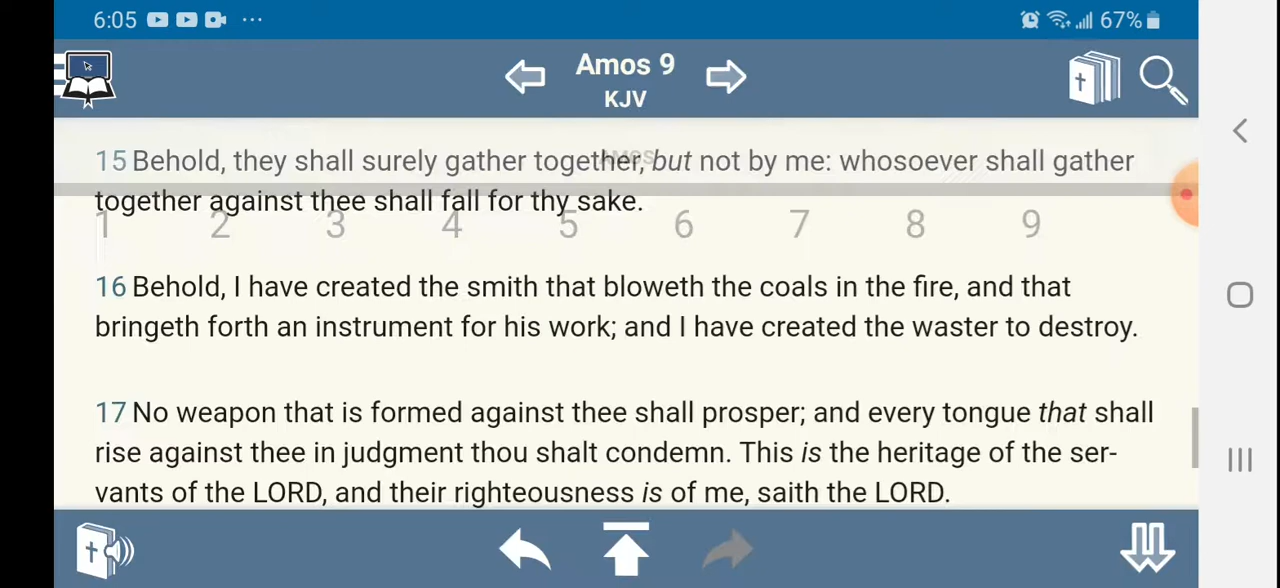 6:05 ... 67%
Amos 9
KJV
AMOS
15 Behold, they shall surely gather together, but not by me: whosoever shall gather
together against thee shall fall for thy sake.
1 2 3 4 5 6 7 8 9
16 Behold, I have created the smith that bloweth the coals in the fire, and that
bringeth forth an instrument for his work; and I have created the waster to destroy.
17 No weapon that is formed against thee shall prosper; and every tongue that shall
rise against thee in judgment thou shalt condemn. This is the heritage of the ser-
vants of the LORD, and their righteousness is of me, saith the LORD.